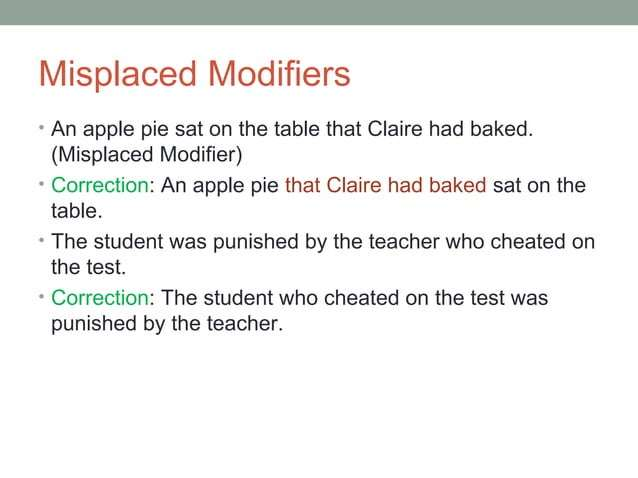 Misplaced Modifiers
• An apple pie sat on the table that Claire had baked.
(Misplaced Modifier)
• Correction: An apple pie that Claire had baked sat on the
table.
• The student was punished by the teacher who cheated on
the test.
• Correction: The student who cheated on the test was
punished by the teacher.